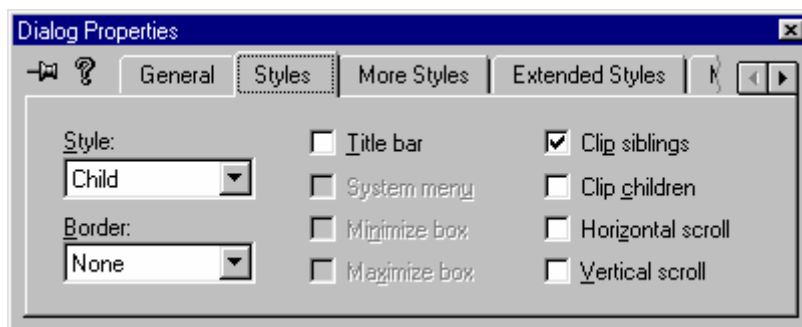 Dialog Properties
General
Styles
More Styles
Extended Styles
Style:
Child
Border:
None
Title bar
System menu
Minimize box
Maximize box
Clip siblings
Clip children
Horizontal scroll
Vertical scroll